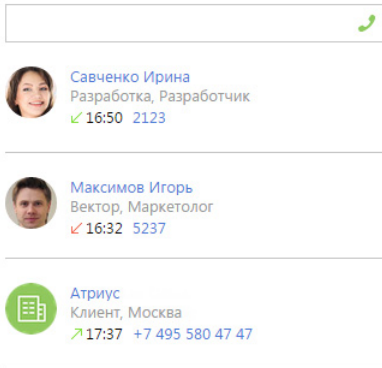 Савченко Ирина
Разработка, Разработчик
16:50 2123
Максимов Игорь
Вектор, Маркетолог
16:32 5237
Атриус
Клиент, Москва
17:37 +7 495 580 47 47